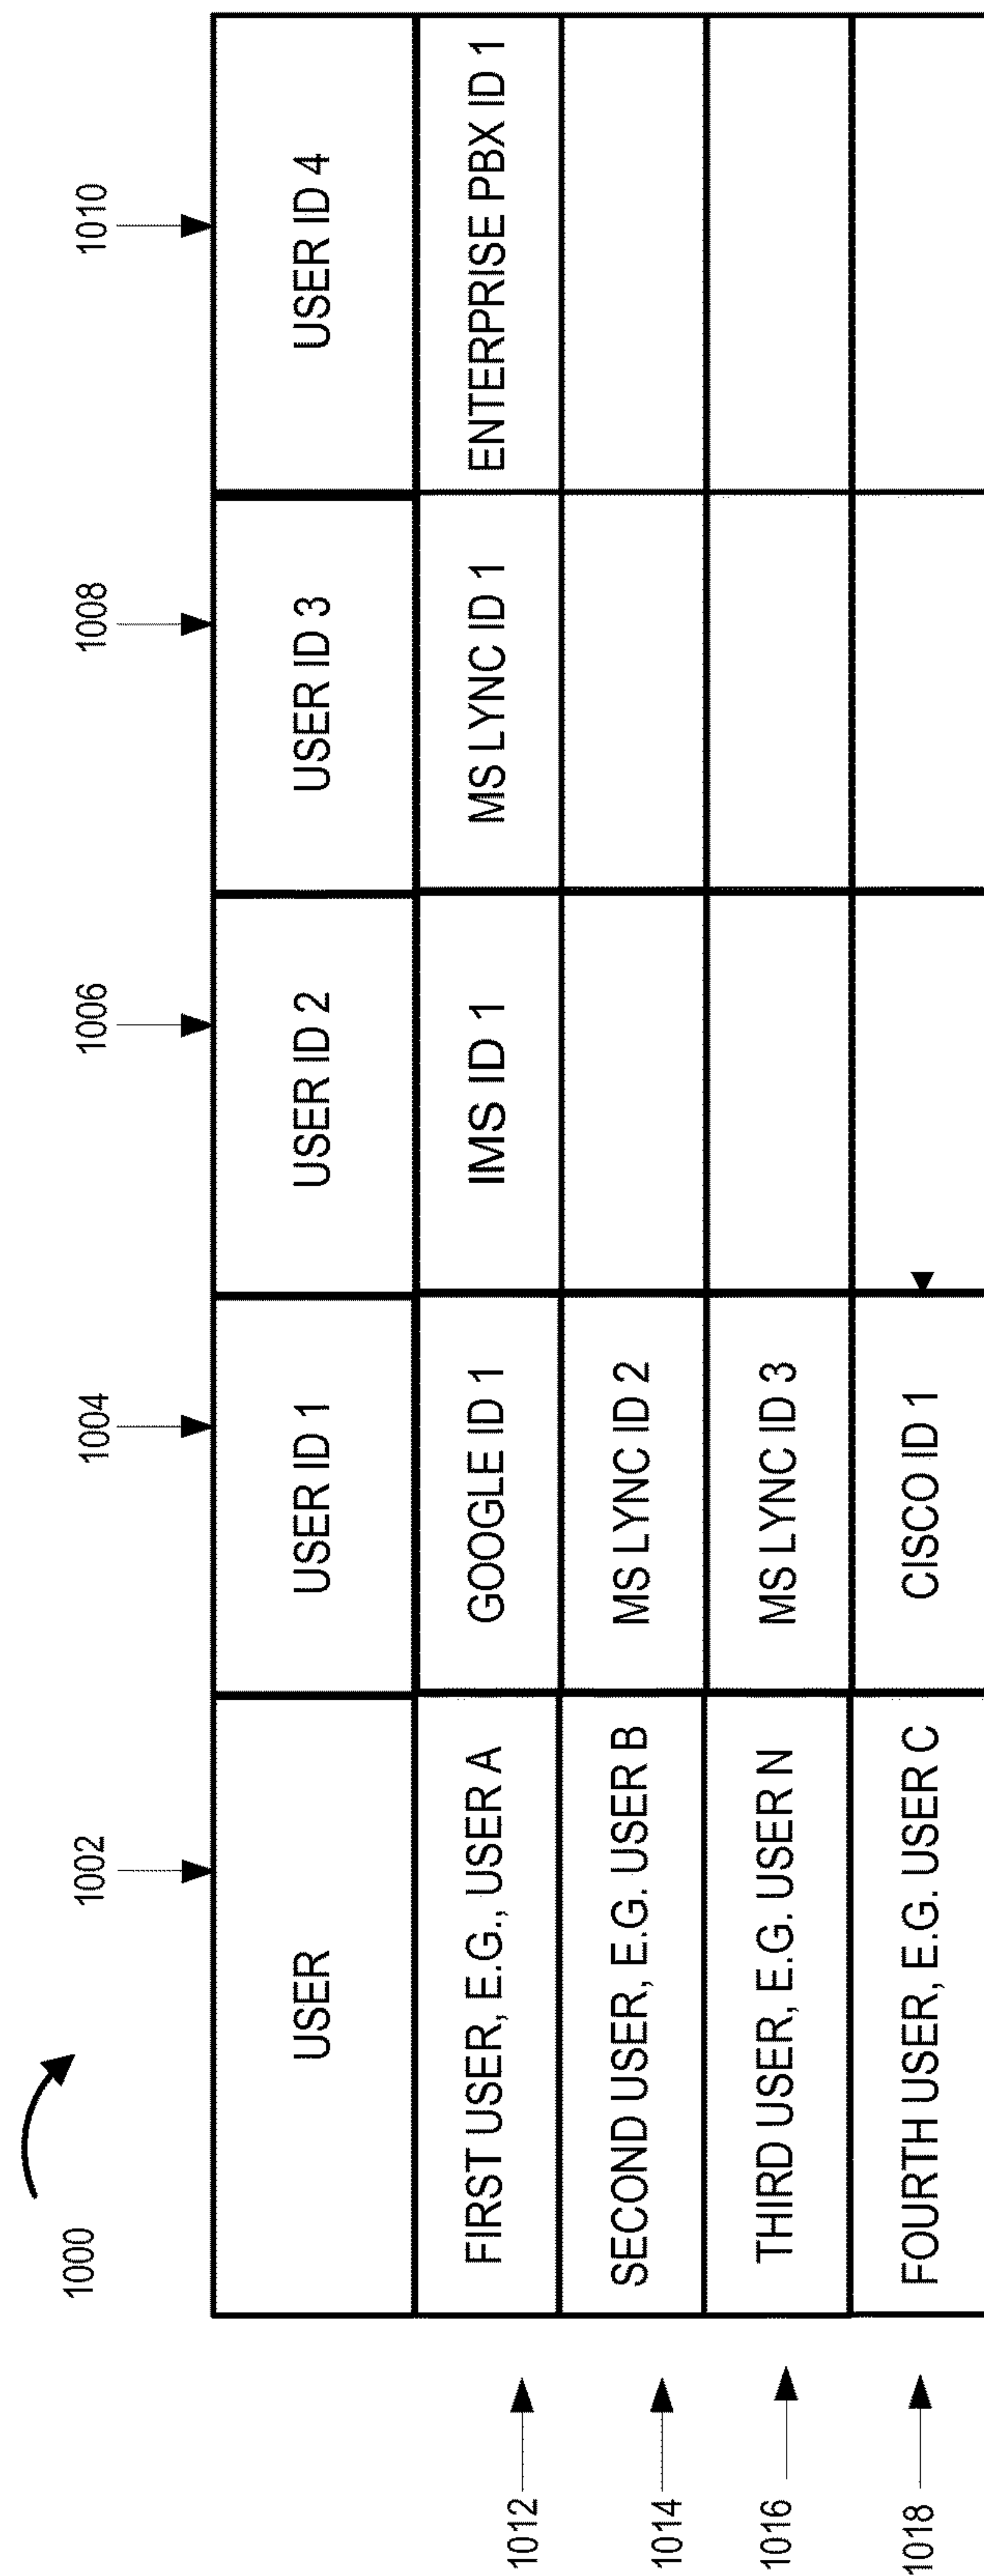 1000
1002
1004
1006
1008
1010
USER
USER ID 1
USER ID 2
USER ID 3
USER ID 4
1012
FIRST USER, E.G., USER A
GOOGLE ID 1
IMS ID 1
MS LYNC ID 1
ENTERPRISE PBX ID 1
1014
SECOND USER, E.G. USER B
MS LYNC ID 2
1016
THIRD USER, E.G. USER N
MS LYNC ID 3
1018
FOURTH USER, E.G. USER C
CISCO ID 1